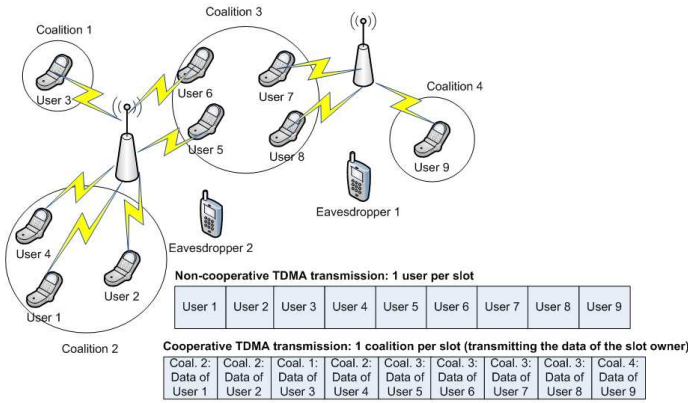 Coalition 1
Coalition 3
User 3
User 6
User 7
Coalition 4
User 5
User 8
User 9
Eavesdropper 1
User 4
Eavesdropper 2
User 2
User 1
Coalition 2
Non-cooperative TDMA transmission: 1 user per slot
User 1 User 2 User 3 User 4 User 5 User 6 User 7 User 8 User 9
Cooperative TDMA transmission: 1 coalition per slot (transmitting the data of the slot owner)
Coal. 2: Coal. 2: Coal. 1: Coal. 2: Coal. 3: Coal. 3: Coal. 3: Coal. 3: Coal. 4:
Data of Data of Data of Data of Data of Data of Data of Data of Data of
User 1 User 2 User 3 User 4 User 5 User 6 User 7 User 8 User 9